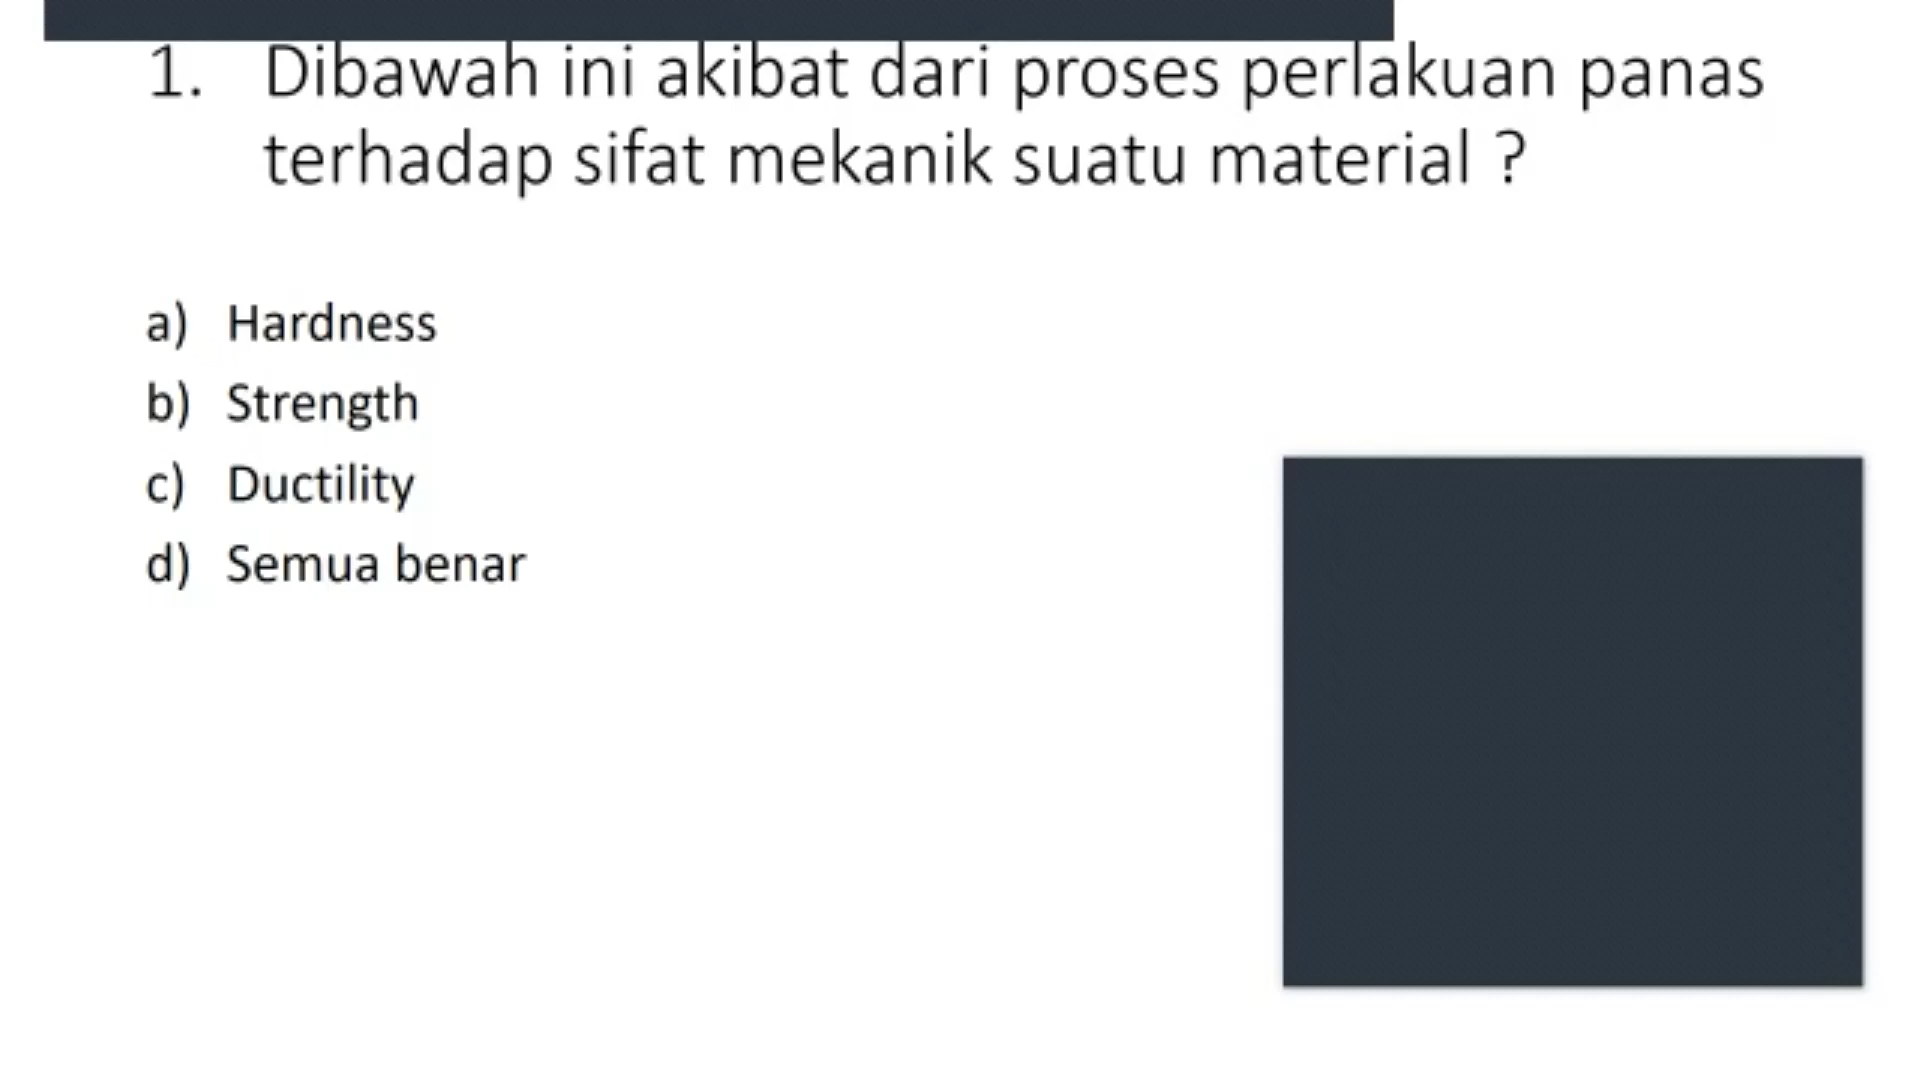 1. Dibawah ini akibat dari proses perlakuan panas
terhadap sifat mekanik suatu material ?
a) Hardness
b) Strength
c) Ductility
d) Semua benar